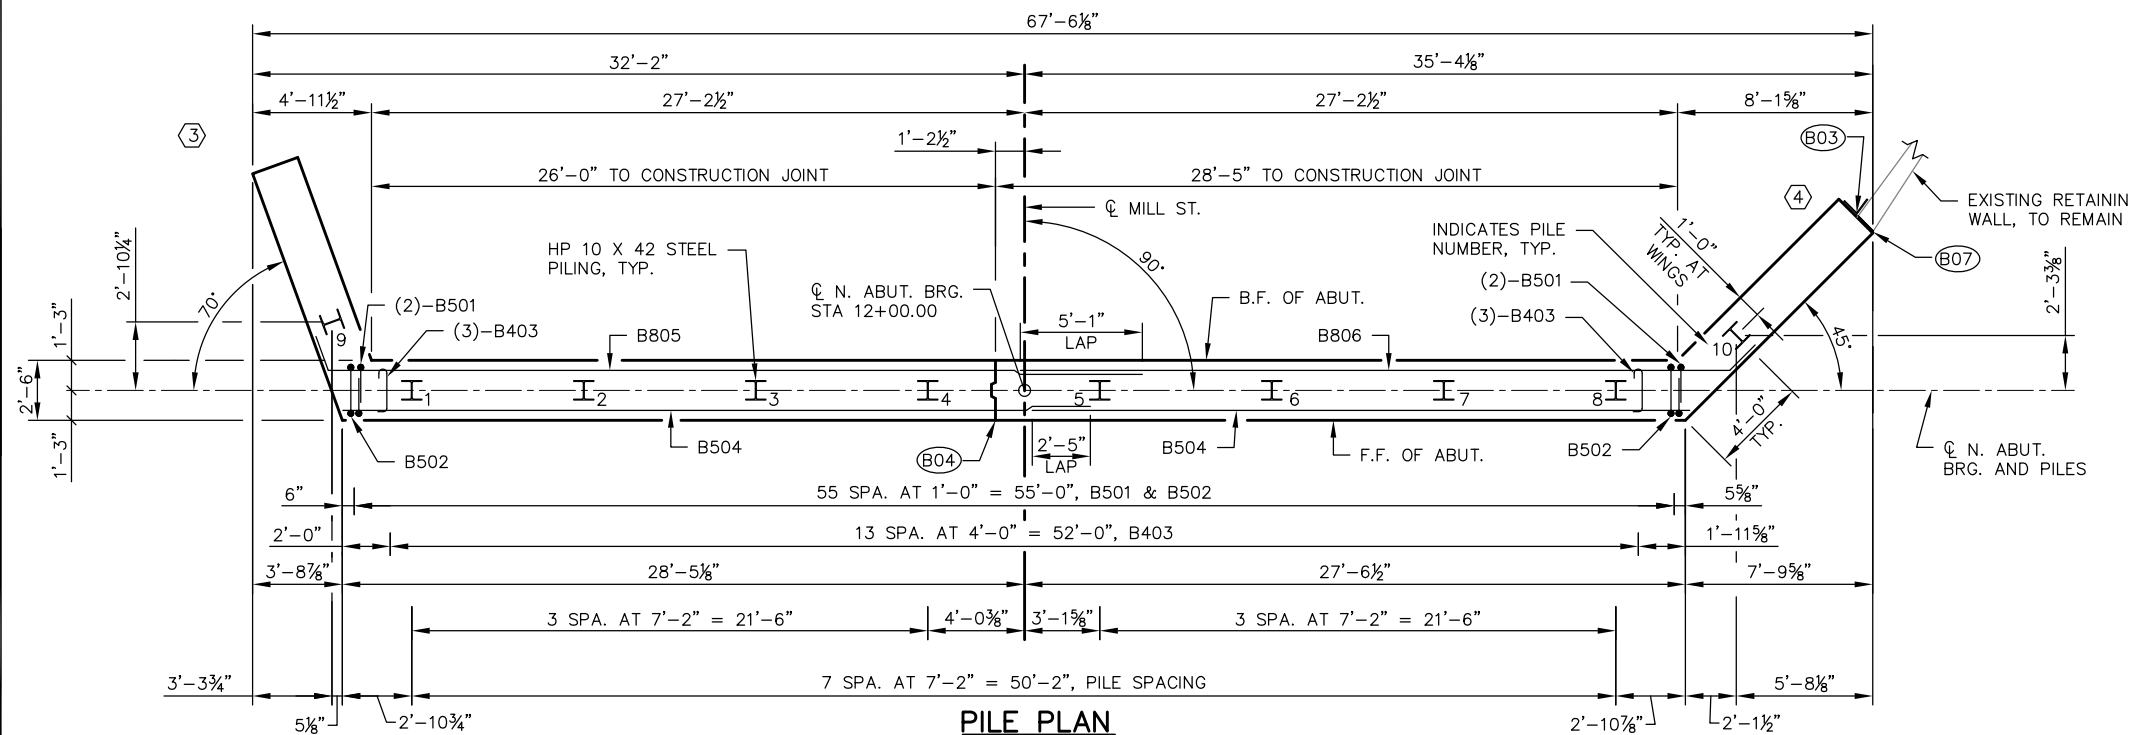 67'-6⅛"
32'-2"
35'-4⅛"
4'-11½"
27'-2½"
27'-2½"
8'-1⅝"
3
1'-2½"
B03
26'-0" TO CONSTRUCTION JOINT
28'-5" TO CONSTRUCTION JOINT
4
EXISTING RETAININ
WALL, TO REMAIN
℄ MILL ST.
INDICATES PILE
NUMBER, TYP.
1'-0"
TYP. AT
WINGS
HP 10 X 42 STEEL
PILING, TYP.
90°
B07
2'-10¼"
70°
℄ N. ABUT. BRG.
STA 12+00.00
B.F. OF ABUT.
(2)-B501
(2)-B501
2'-3⅜"
1'-3"
(3)-B403
(3)-B403
9
B805
5'-1"
LAP
B806
10
45°
2'-6"
1
2
3
4
5
6
7
8
1'-3"
4'-0"
TYP.
B502
B504
B04
2'-5"
LAP
B504
F.F. OF ABUT.
B502
℄ N. ABUT.
BRG. AND PILES
6"
55 SPA. AT 1'-0" = 55'-0", B501 & B502
5⅝"
2'-0"
13 SPA. AT 4'-0" = 52'-0", B403
1'-11⅝"
3'-8⅞"
28'-5⅛"
27'-6½"
7'-9⅝"
3 SPA. AT 7'-2" = 21'-6"
4'-0⅜"
3'-1⅝"
3 SPA. AT 7'-2" = 21'-6"
3'-3¾"
7 SPA. AT 7'-2" = 50'-2", PILE SPACING
5'-8⅛"
5⅛"
2'-10¾"
2'-10⅞"
2'-1½"
PILE PLAN